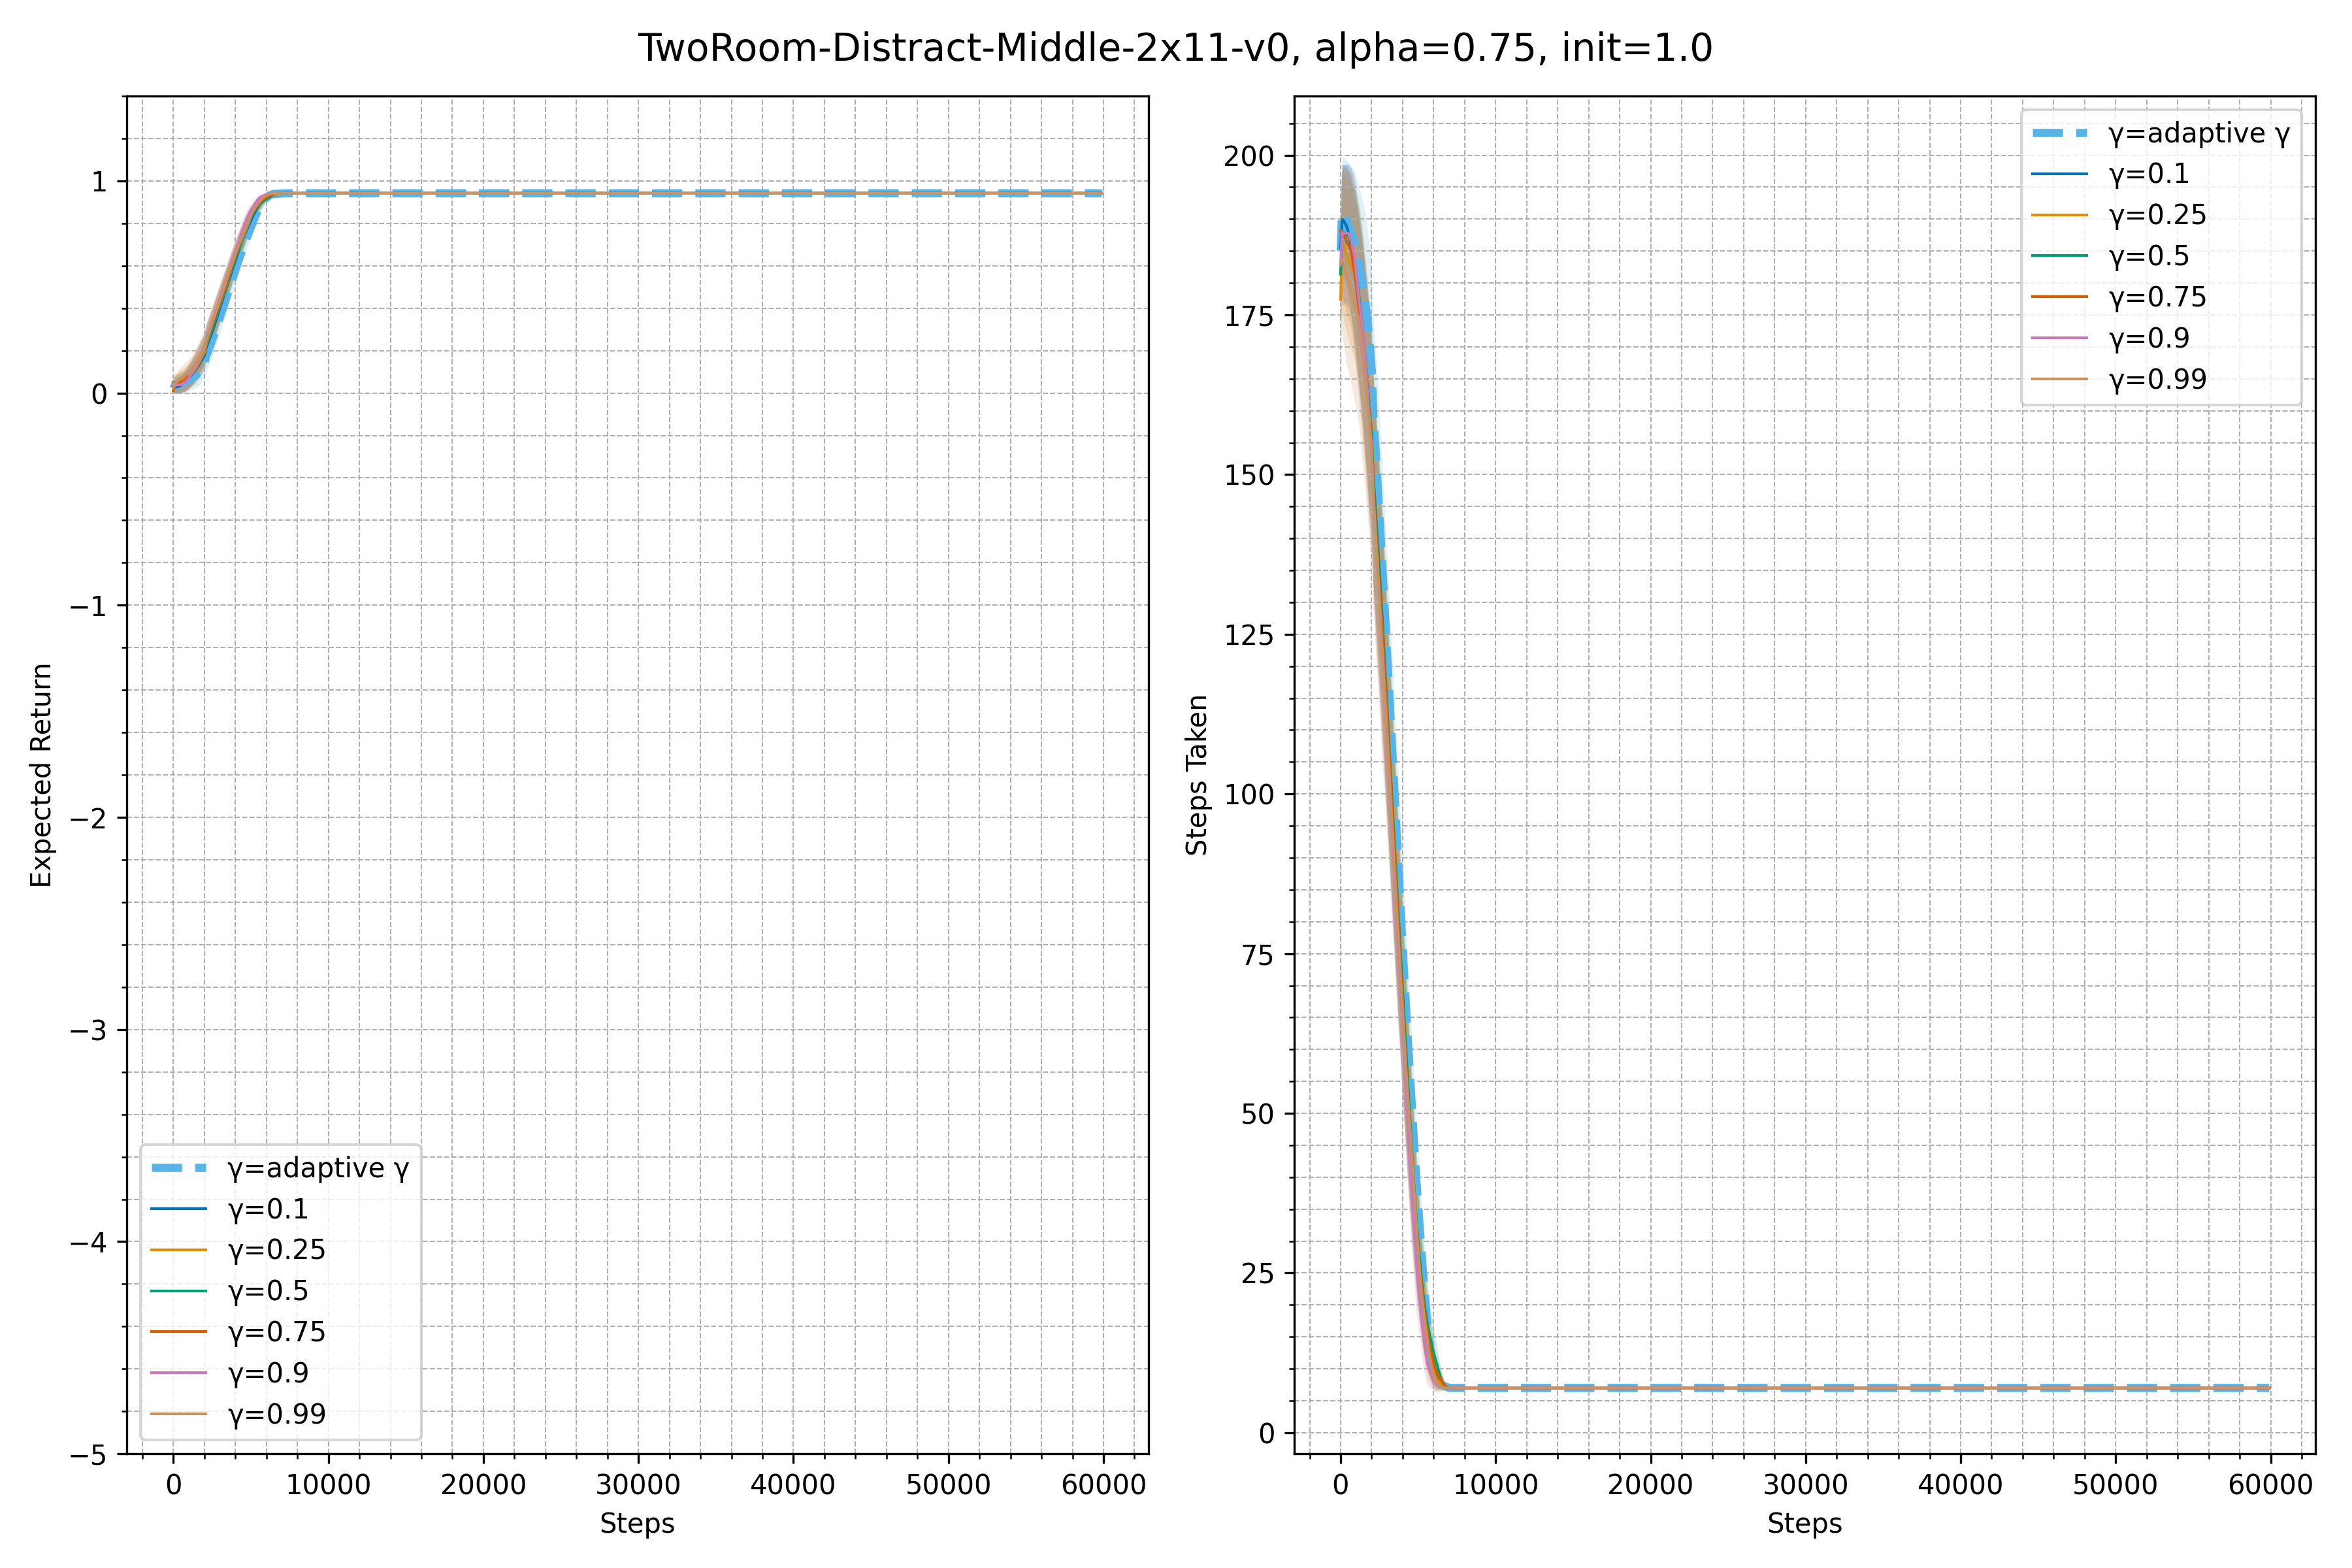 TwoRoom-Distract-Middle-2x11-v0, alpha=0.75, init=1.0
Expected Return
1
0
−1
−2
−3
−4
−5
γ=adaptive γ
γ=0.1
γ=0.25
γ=0.5
γ=0.75
γ=0.9
γ=0.99
0 10000 20000 30000 40000 50000 60000
Steps
Steps Taken
200
175
150
125
100
75
50
25
0
γ=adaptive γ
γ=0.1
γ=0.25
γ=0.5
γ=0.75
γ=0.9
γ=0.99
0 10000 20000 30000 40000 50000 60000
Steps